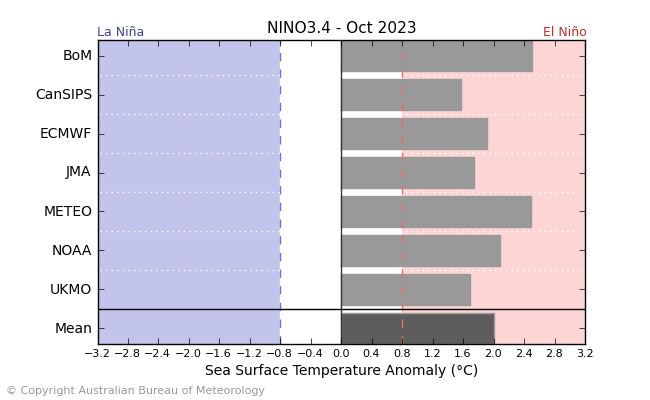 NINO3.4 - Oct 2023
La Niña
El Niño
BoM
CanSIPS
ECMWF
JMA
METEO
NOAA
UKMO
Mean
−3.2 −2.8 −2.4 −2.0 −1.6 −1.2 −0.8 −0.4 0.0 0.4 0.8 1.2 1.6 2.0 2.4 2.8 3.2
Sea Surface Temperature Anomaly (°C)
© Copyright Australian Bureau of Meteorology